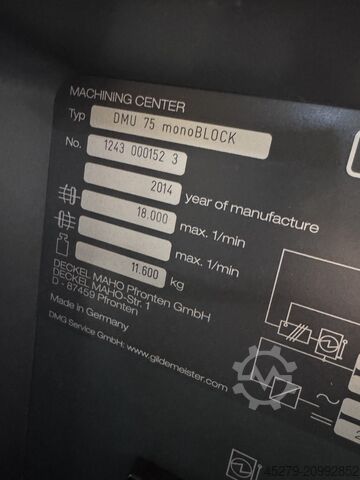 MACHINING CENTER
Typ DMU 75 monoBLOCK
No. 1243 000152 3
2014 year of manufacture
18.000 max. 1/min
max. 1/min
11.600 kg
DECKEL MAHO Pfronten GmbH
DECKEL MAHO-Str. 1
D - 87459 Pfronten
Made in Germany
DMG Service GmbH: www.gildemeister.com
45279-20992852